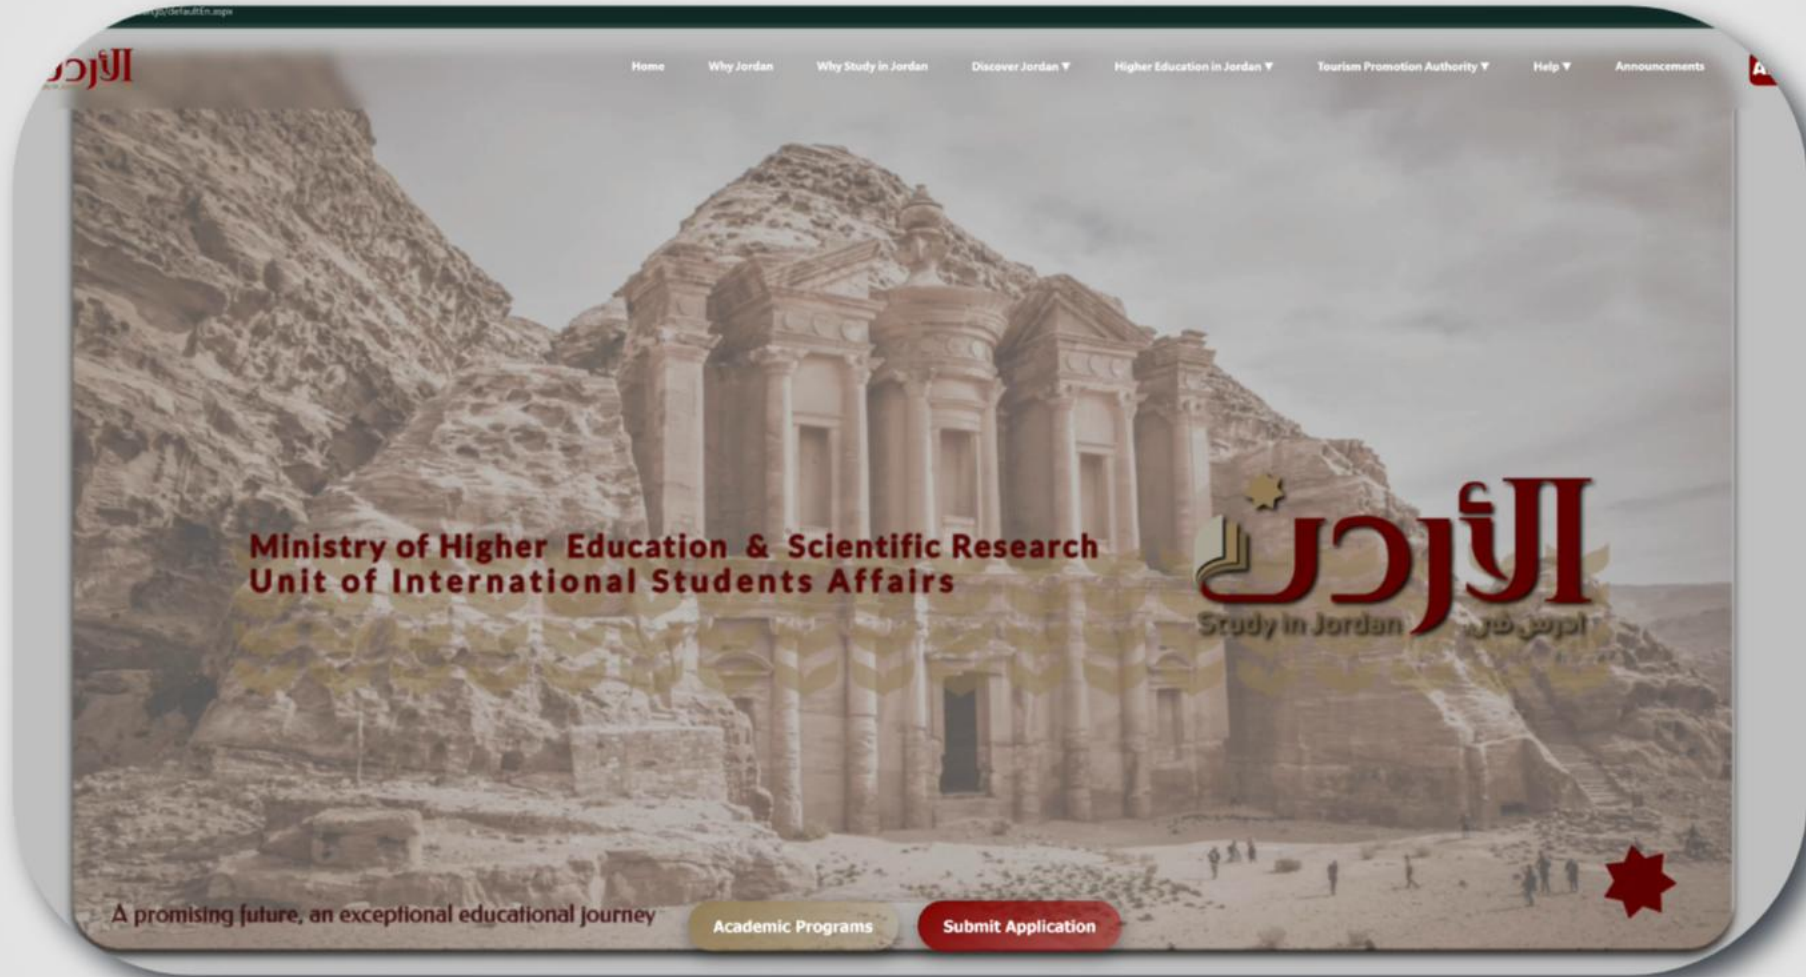 /defaultEn.aspx
Home Why Jordan Why Study in Jordan Discover Jordan ▼ Higher Education in Jordan ▼ Tourism Promotion Authority ▼ Help ▼ Announcements
Ministry of Higher Education & Scientific Research
Unit of International Students Affairs
الأردن
Study in Jordan ادرس في
A promising future, an exceptional educational journey
Academic Programs Submit Application